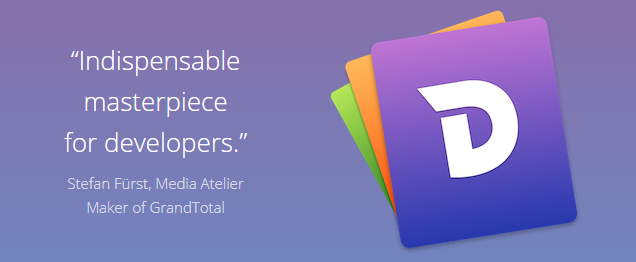 “Indispensable
masterpiece
for developers.”
Stefan Fürst, Media Atelier
Maker of GrandTotal
D